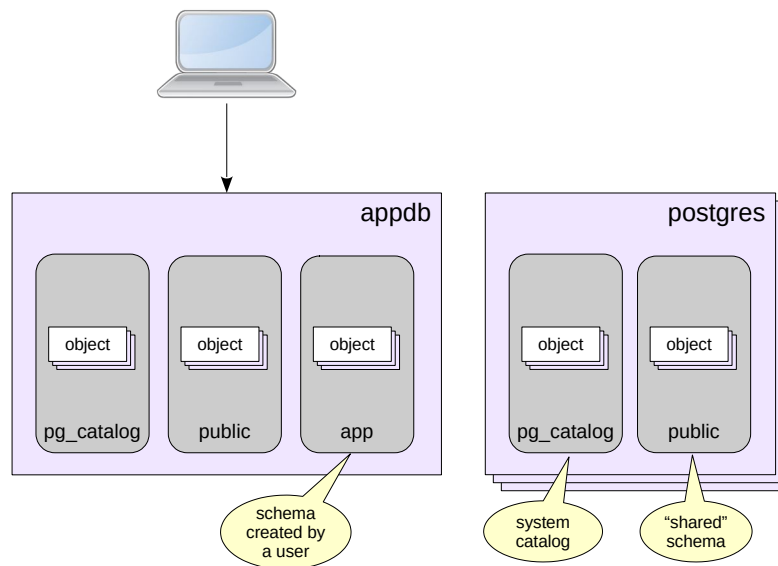 appdb
postgres
object
object
object
object
object
pg_catalog
public
app
pg_catalog
public
schema
created by
a user
system
catalog
“shared”
schema